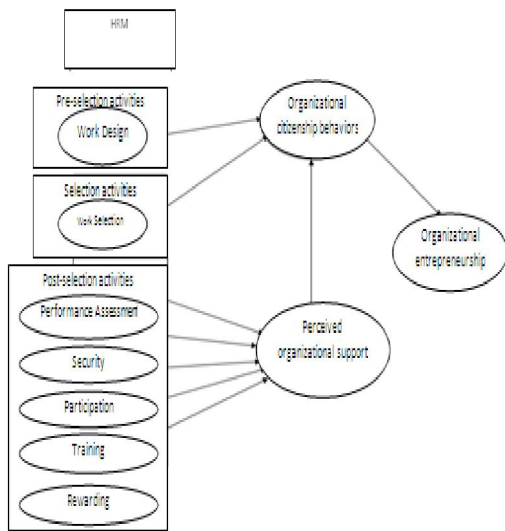 HRM
Pre-selection activities
Work Design
Selection activities
Work Selection
Post-selection activities
Performance Assessment
Security
Participation
Training
Rewarding
Organizational
citizenship behaviors
Organizational
entrepreneurship
Perceived
organizational support